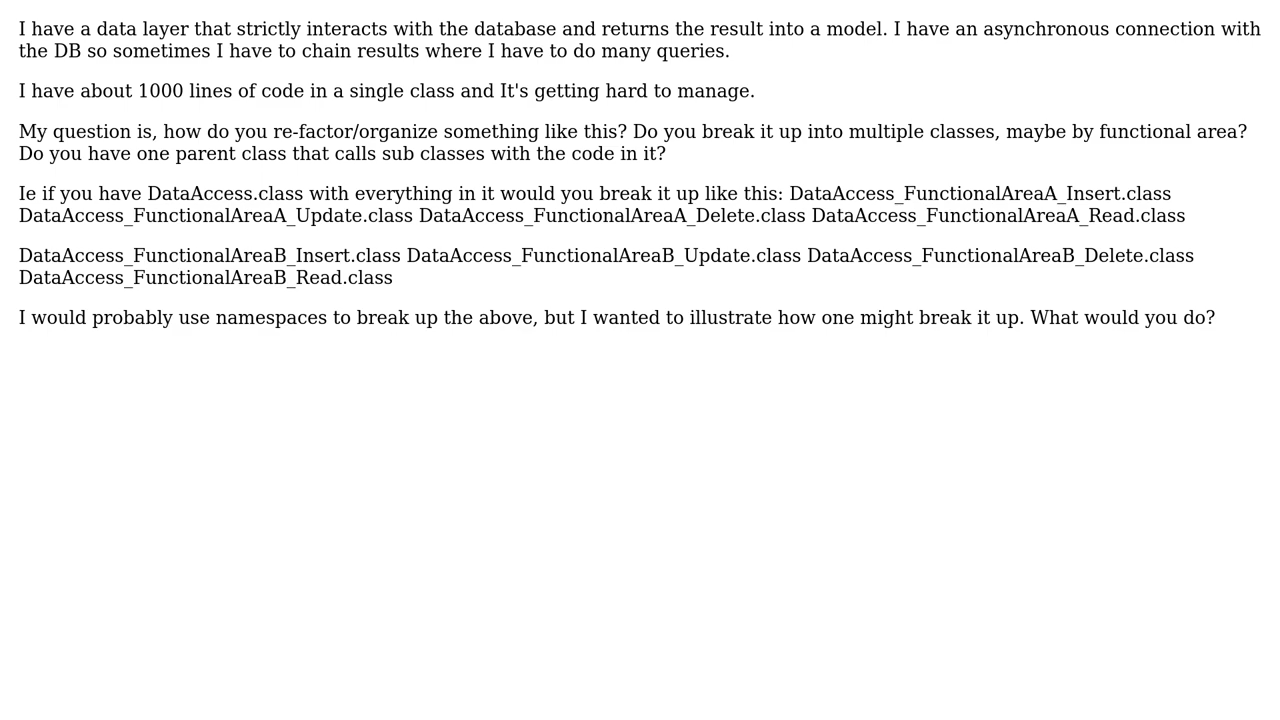 I have a data layer that strictly interacts with the database and returns the result into a model. I have an asynchronous connection with
the DB so sometimes I have to chain results where I have to do many queries.
I have about 1000 lines of code in a single class and It's getting hard to manage.
My question is, how do you re-factor/organize something like this? Do you break it up into multiple classes, maybe by functional area?
Do you have one parent class that calls sub classes with the code in it?
Ie if you have DataAccess.class with everything in it would you break it up like this: DataAccess_FunctionalAreaA_Insert.class
DataAccess_FunctionalAreaA_Update.class DataAccess_FunctionalAreaA_Delete.class DataAccess_FunctionalAreaA_Read.class
DataAccess_FunctionalAreaB_Insert.class DataAccess_FunctionalAreaB_Update.class DataAccess_FunctionalAreaB_Delete.class
DataAccess_FunctionalAreaB_Read.class
I would probably use namespaces to break up the above, but I wanted to illustrate how one might break it up. What would you do?